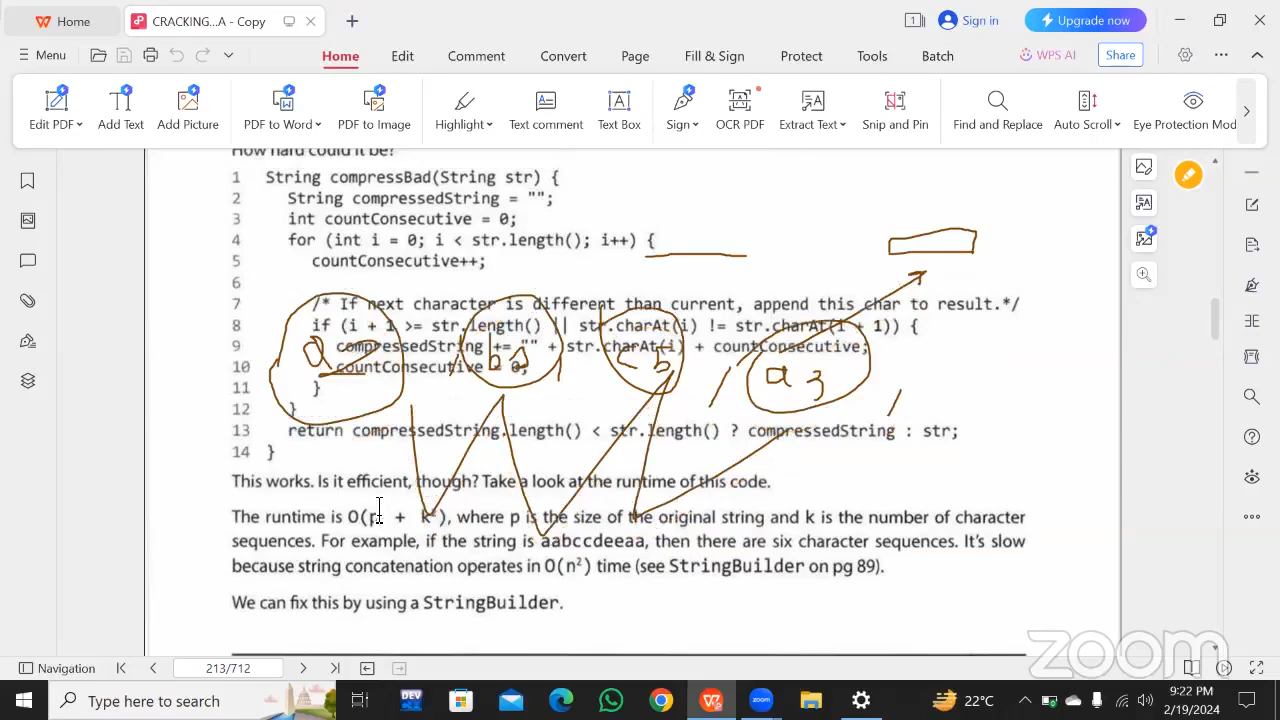 Home
CRACKING...A - Copy
Sign in
Upgrade now
Menu
Home
Edit
Comment
Convert
Page
Fill & Sign
Protect
Tools
Batch
WPS AI
Share
Edit PDF
Add Text
Add Picture
PDF to Word
PDF to Image
Highlight
Text comment
Text Box
Sign
OCR PDF
Extract Text
Snip and Pin
Find and Replace
Auto Scroll
Eye Protection Mod
How hard could it be?
1 String compressBad(String str) {
2 String compressedString = "";
3 int countConsecutive = 0;
4 for (int i = 0; i < str.length(); i++) {
5 countConsecutive++;
6
7 /* If next character is different than current, append this char to result.*/
8 if (i + 1 >= str.length() || str.charAt(i) != str.charAt(i + 1)) {
9 compressedString += "" + str.charAt(i) + countConsecutive;
10 countConsecutive = 0;
11 }
12 }
13 return compressedString.length() < str.length() ? compressedString : str;
14 }
a 2
c 5
a 3
This works. Is it efficient, though? Take a look at the runtime of this code.
The runtime is O(p + k²), where p is the size of the original string and k is the number of character
sequences. For example, if the string is aabccdeeaa, then there are six character sequences. It's slow
because string concatenation operates in O(n²) time (see StringBuilder on pg 89).
We can fix this by using a StringBuilder.
zoom
Navigation
213/712
Type here to search
DEV
22°C
9:22 PM
2/19/2024